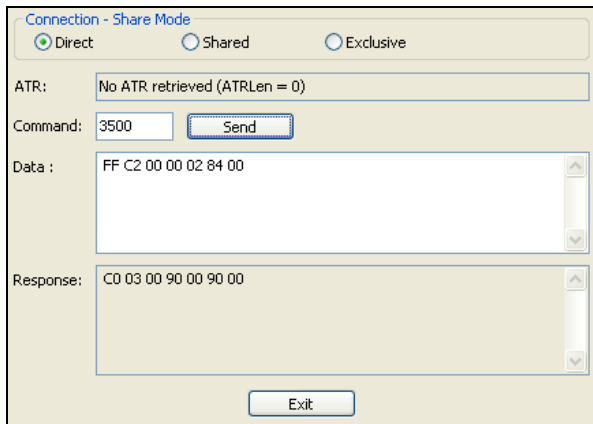 Connection - Share Mode
Direct Shared Exclusive
ATR: No ATR retrieved (ATRLen = 0)
Command: 3500 Send
Data : FF C2 00 00 02 84 00
Response: C0 03 00 90 00 90 00
Exit